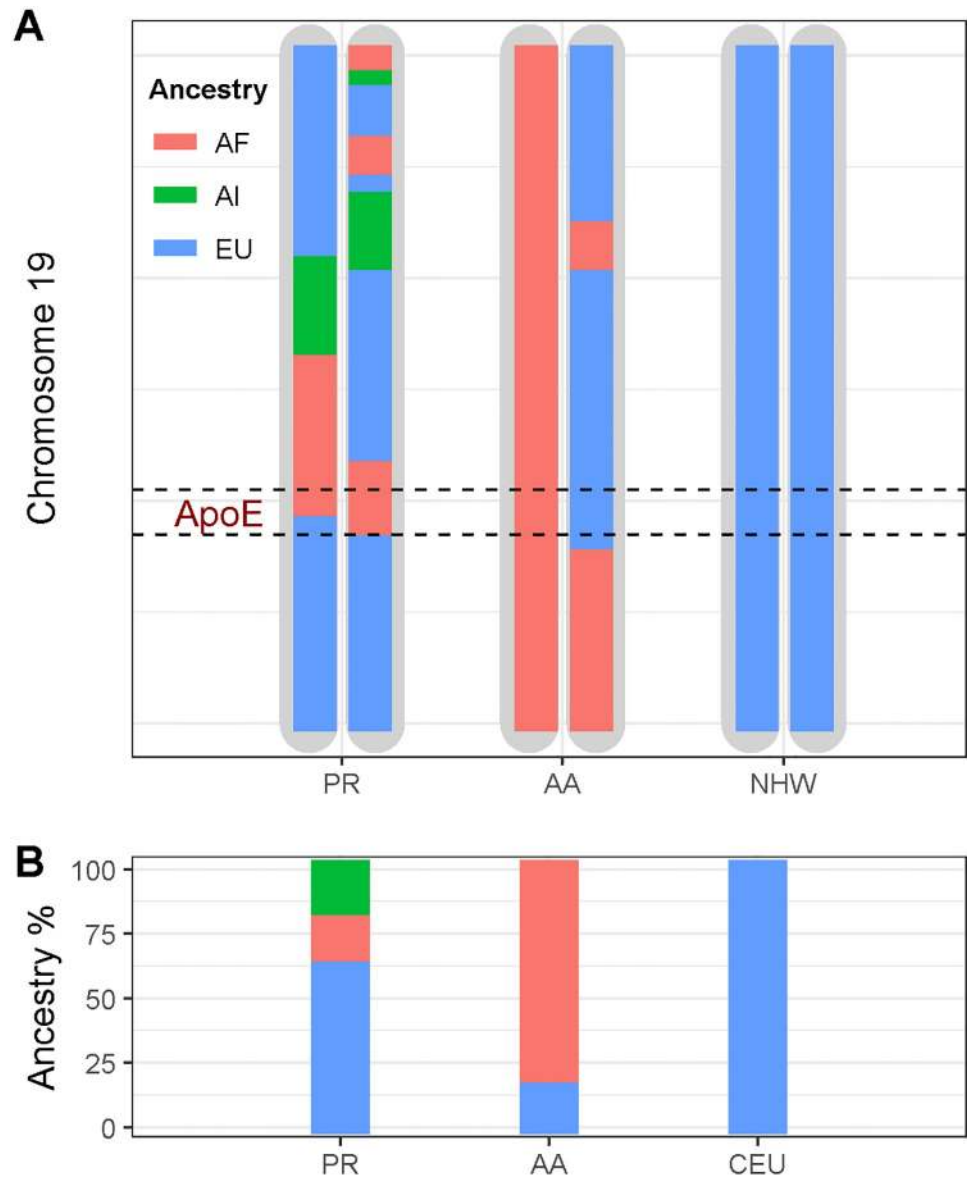 A
Ancestry
AF
AI
EU
Chromosome 19
ApoE
PR AA NHW
B
Ancestry %
100
75
50
25
0
PR AA CEU